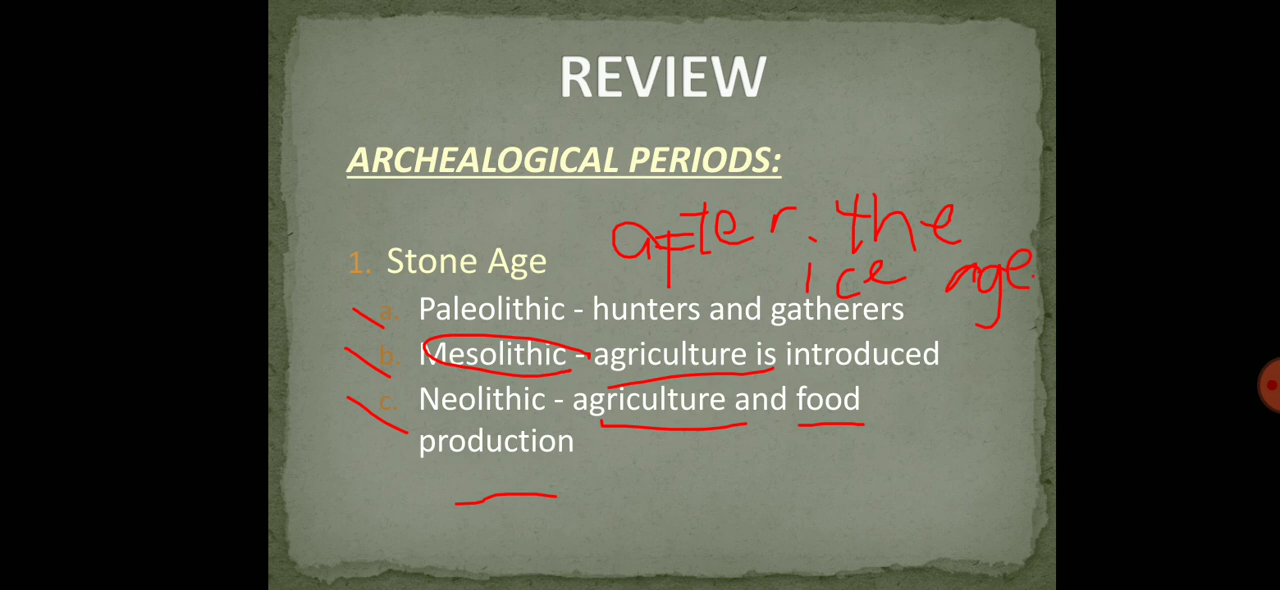 REVIEW
ARCHEALOGICAL PERIODS:
after. the
ice age.
1. Stone Age
a. Paleolithic - hunters and gatherers
b. Mesolithic - agriculture is introduced
c. Neolithic - agriculture and food
production